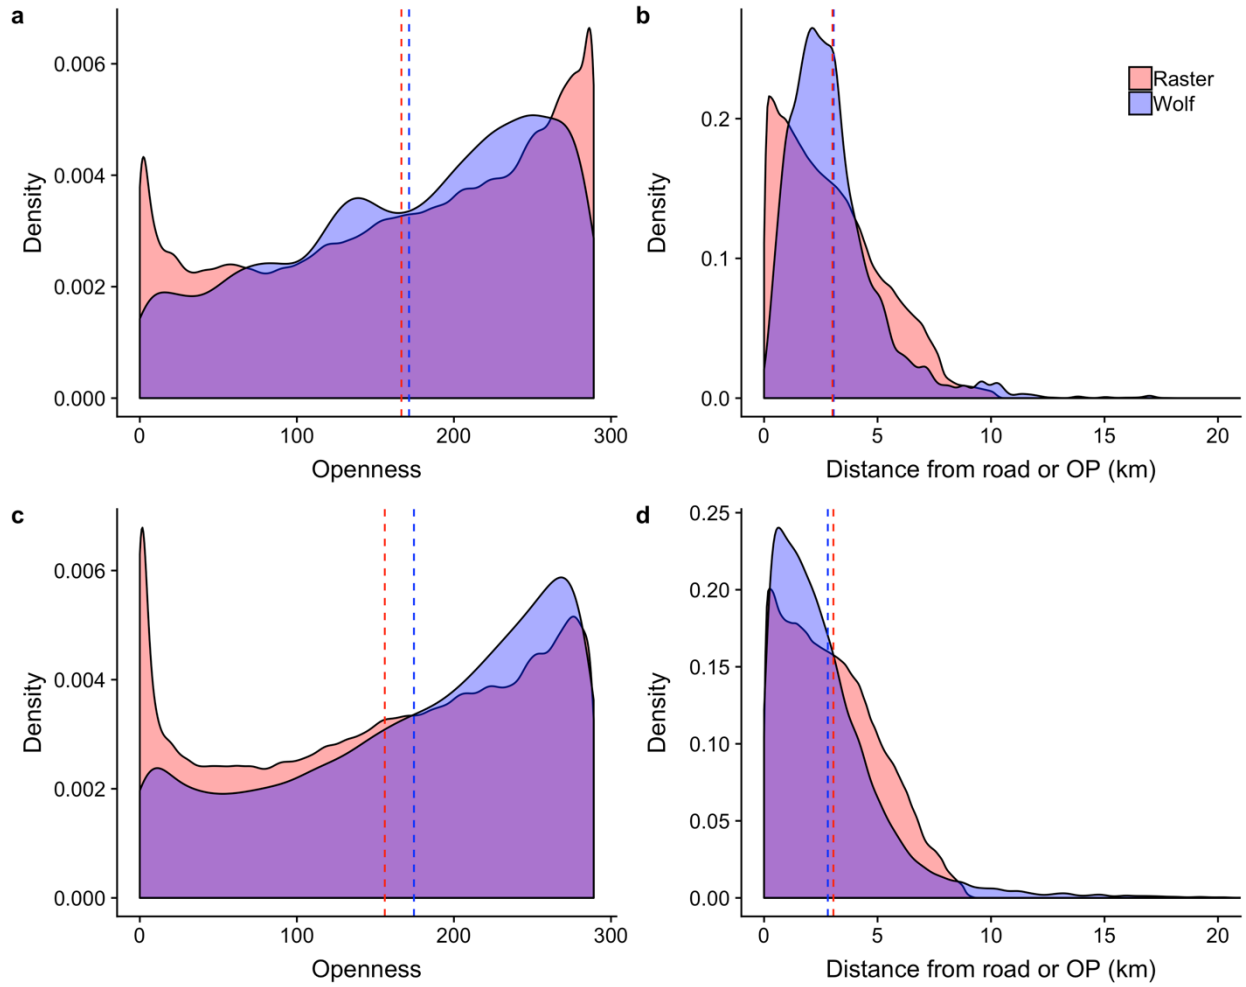 a
0.006
0.004
0.002
0.000
Density
0 100 200 300
Openness
b
0.2
0.1
0.0
Density
0 5 10 15 20
Distance from road or OP (km)
Raster
Wolf
c
0.006
0.004
0.002
0.000
Density
0 100 200 300
Openness
d
0.25
0.20
0.15
0.10
0.05
0.00
Density
0 5 10 15 20
Distance from road or OP (km)